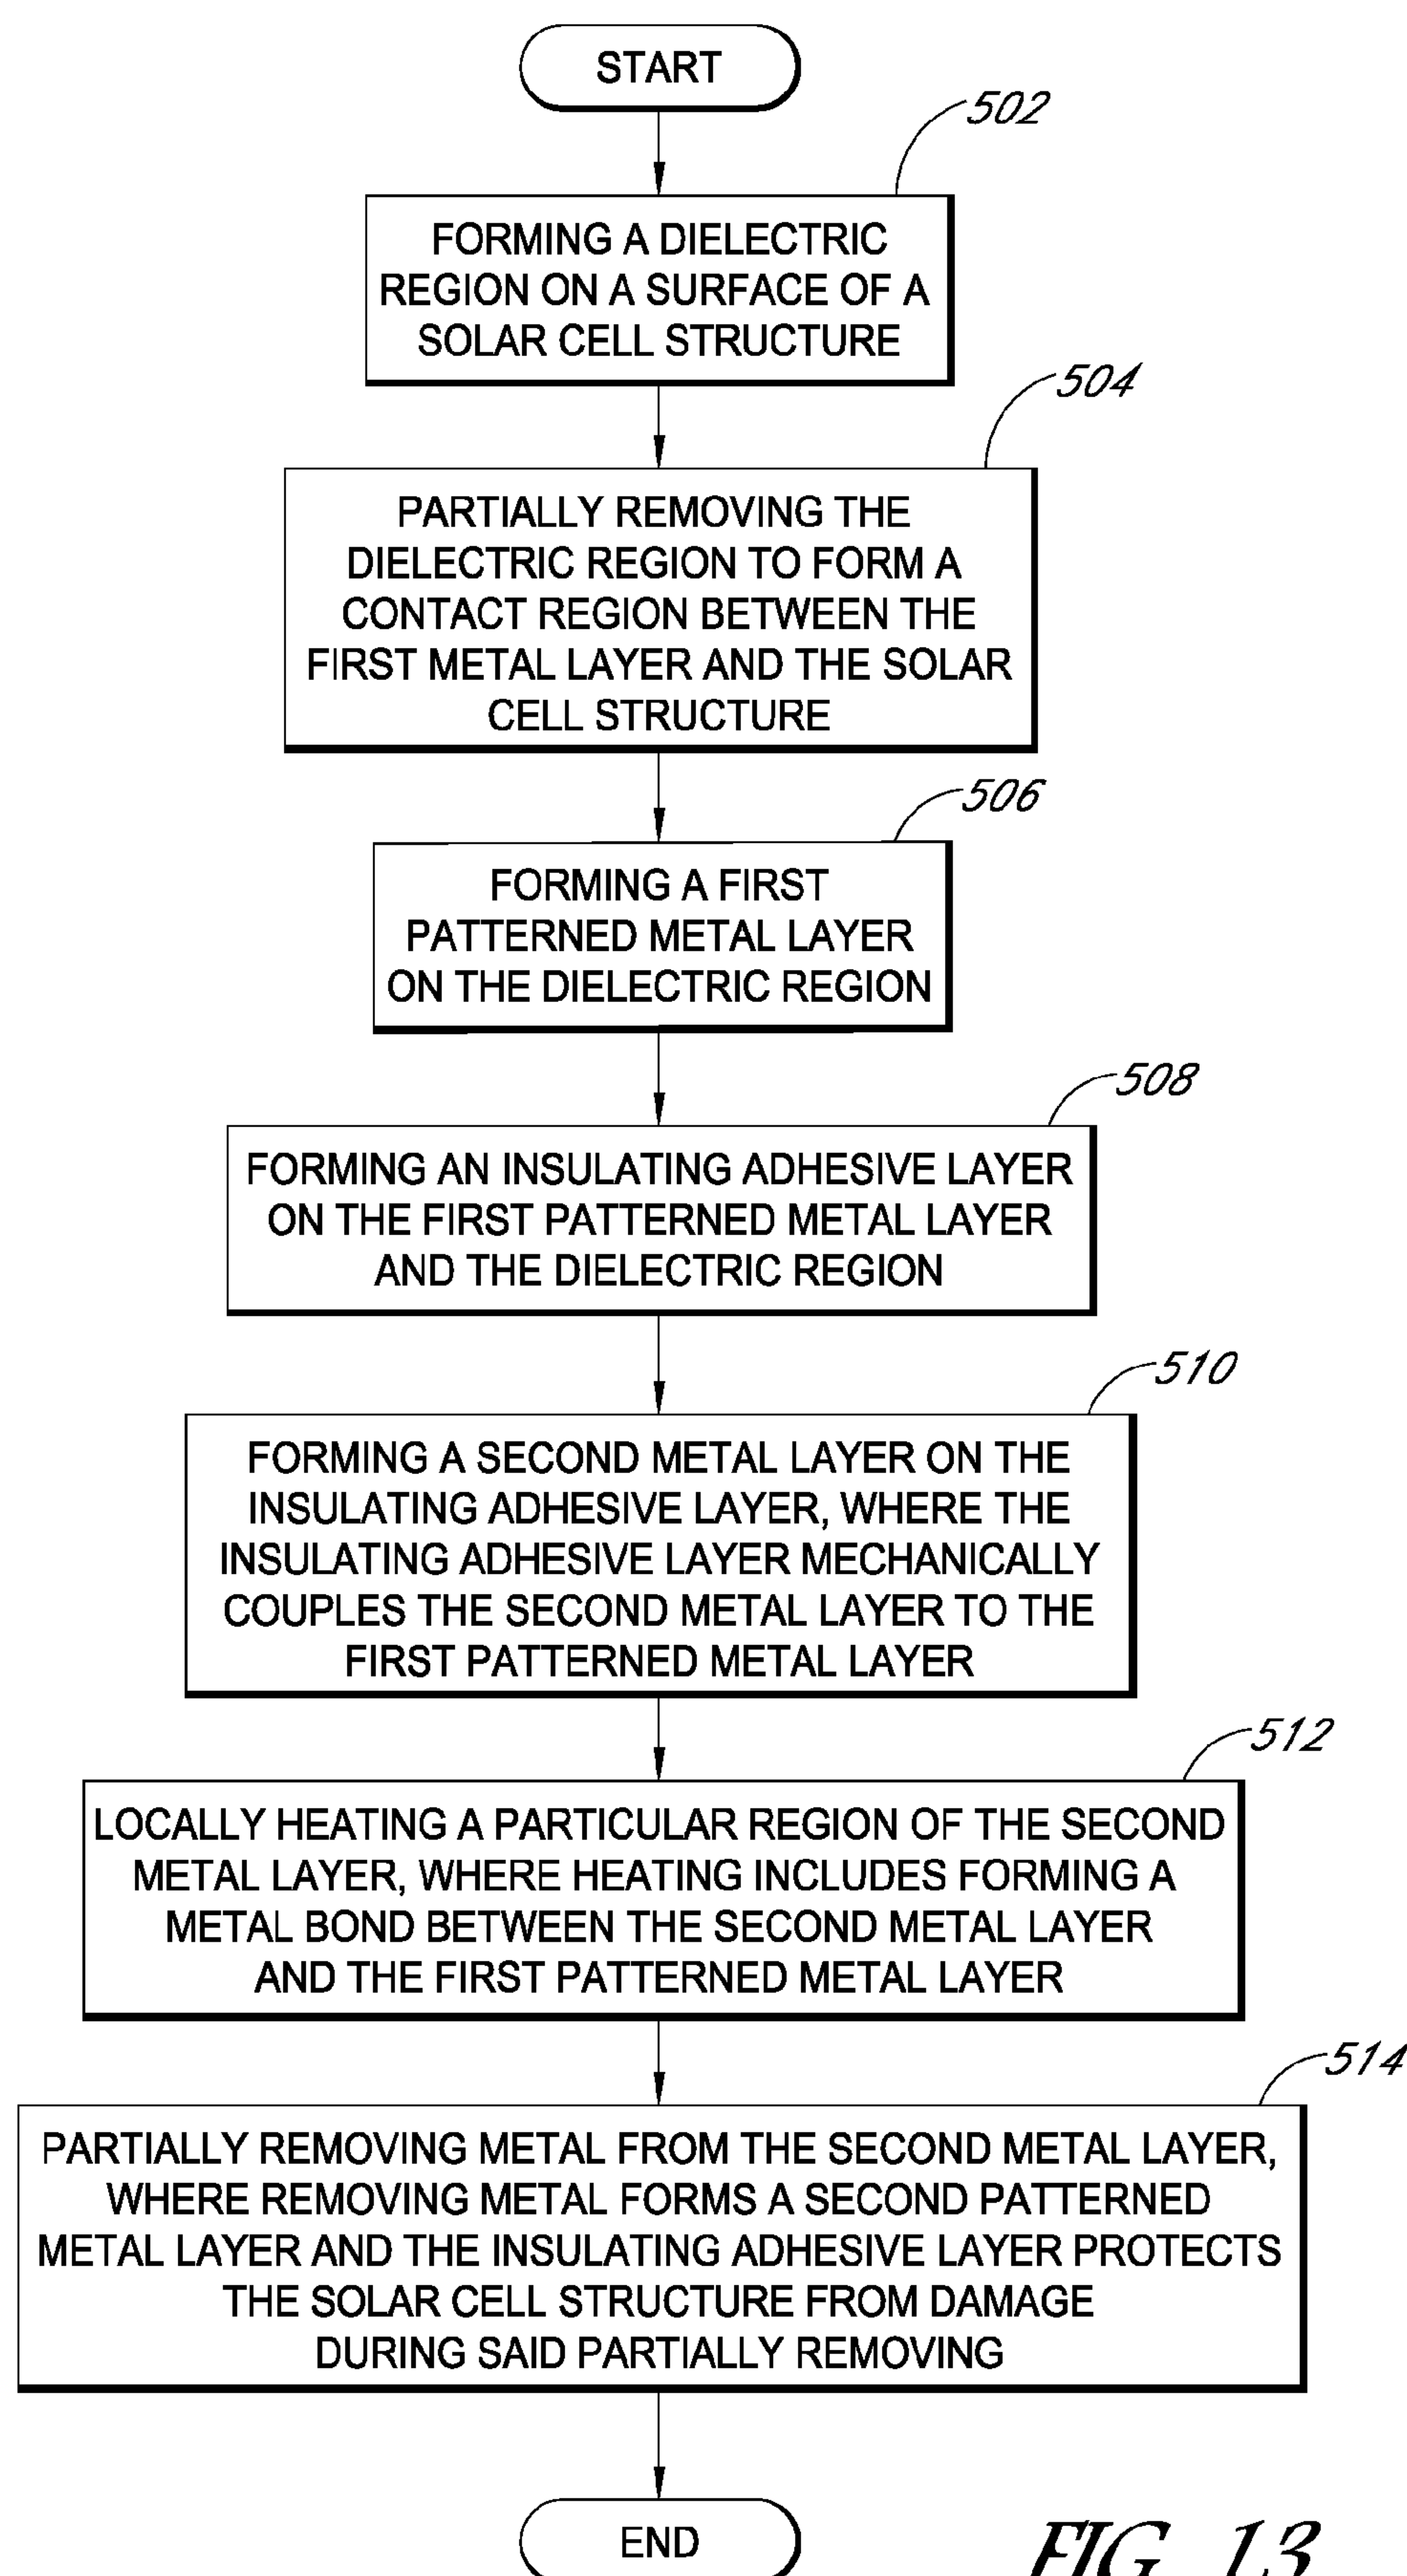 START
502
FORMING A DIELECTRIC
REGION ON A SURFACE OF A
SOLAR CELL STRUCTURE
504
PARTIALLY REMOVING THE
DIELECTRIC REGION TO FORM A
CONTACT REGION BETWEEN THE
FIRST METAL LAYER AND THE SOLAR
CELL STRUCTURE
506
FORMING A FIRST
PATTERNED METAL LAYER
ON THE DIELECTRIC REGION
508
FORMING AN INSULATING ADHESIVE LAYER
ON THE FIRST PATTERNED METAL LAYER
AND THE DIELECTRIC REGION
510
FORMING A SECOND METAL LAYER ON THE
INSULATING ADHESIVE LAYER, WHERE THE
INSULATING ADHESIVE LAYER MECHANICALLY
COUPLES THE SECOND METAL LAYER TO THE
FIRST PATTERNED METAL LAYER
512
LOCALLY HEATING A PARTICULAR REGION OF THE SECOND
METAL LAYER, WHERE HEATING INCLUDES FORMING A
METAL BOND BETWEEN THE SECOND METAL LAYER
AND THE FIRST PATTERNED METAL LAYER
514
PARTIALLY REMOVING METAL FROM THE SECOND METAL LAYER,
WHERE REMOVING METAL FORMS A SECOND PATTERNED
METAL LAYER AND THE INSULATING ADHESIVE LAYER PROTECTS
THE SOLAR CELL STRUCTURE FROM DAMAGE
DURING SAID PARTIALLY REMOVING
END
FIG. 13